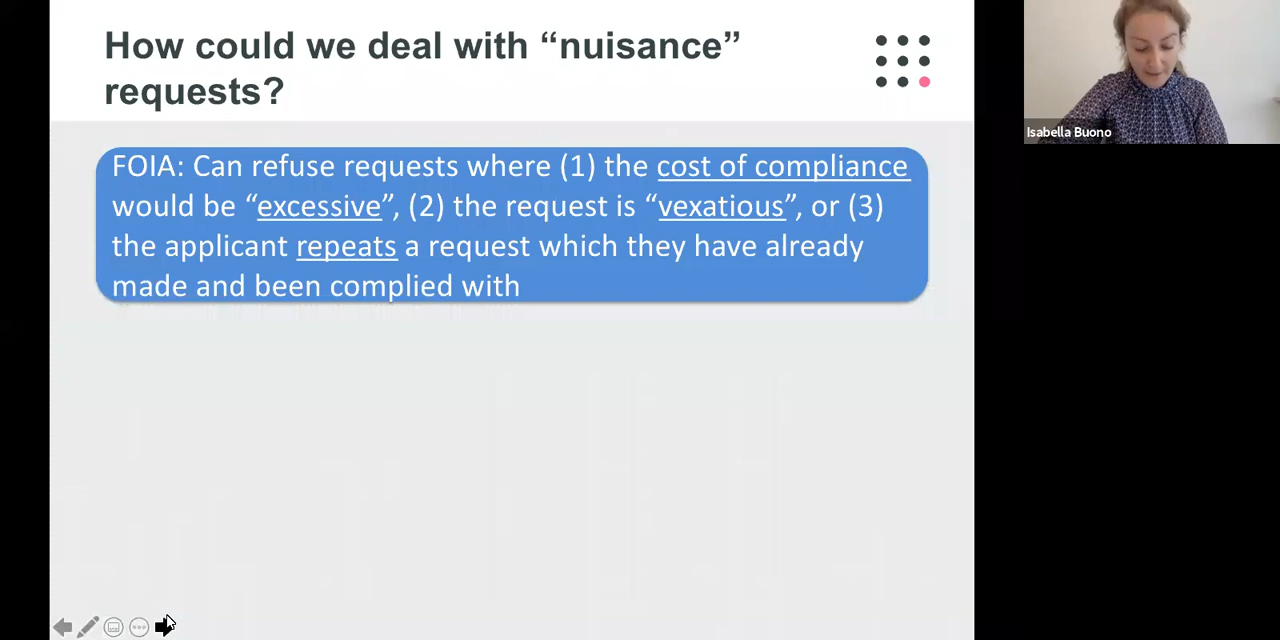 How could we deal with “nuisance”
requests?
Isabella Buono
FOIA: Can refuse requests where (1) the cost of compliance
would be “excessive”, (2) the request is “vexatious”, or (3)
the applicant repeats a request which they have already
made and been complied with